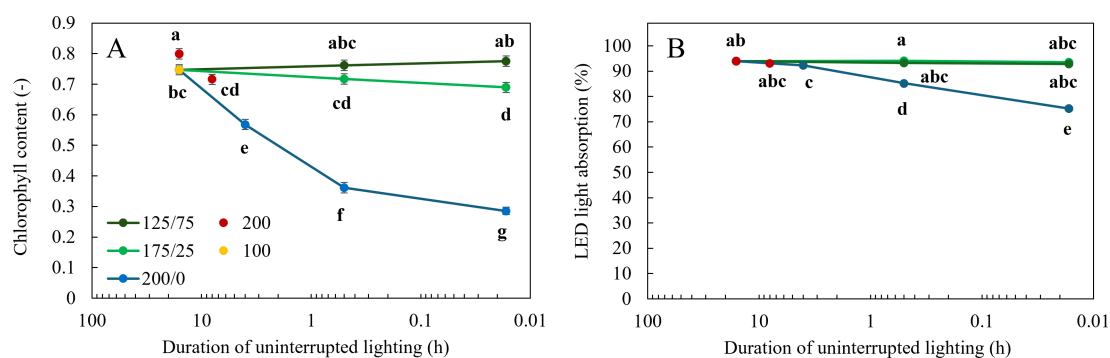 A
Chlorophyll content (-)
0.9
0.8
0.7
0.6
0.5
0.4
0.3
0.2
0.1
0
a
abc
ab
bc
cd
cd
d
e
f
g
125/75
200
175/25
100
200/0
100
10
1
0.1
0.01
Duration of uninterrupted lighting (h)
B
LED light absorption (%)
100
90
80
70
60
50
40
30
20
10
0
ab
a
abc
abc
c
abc
abc
d
e
100
10
1
0.1
0.01
Duration of uninterrupted lighting (h)